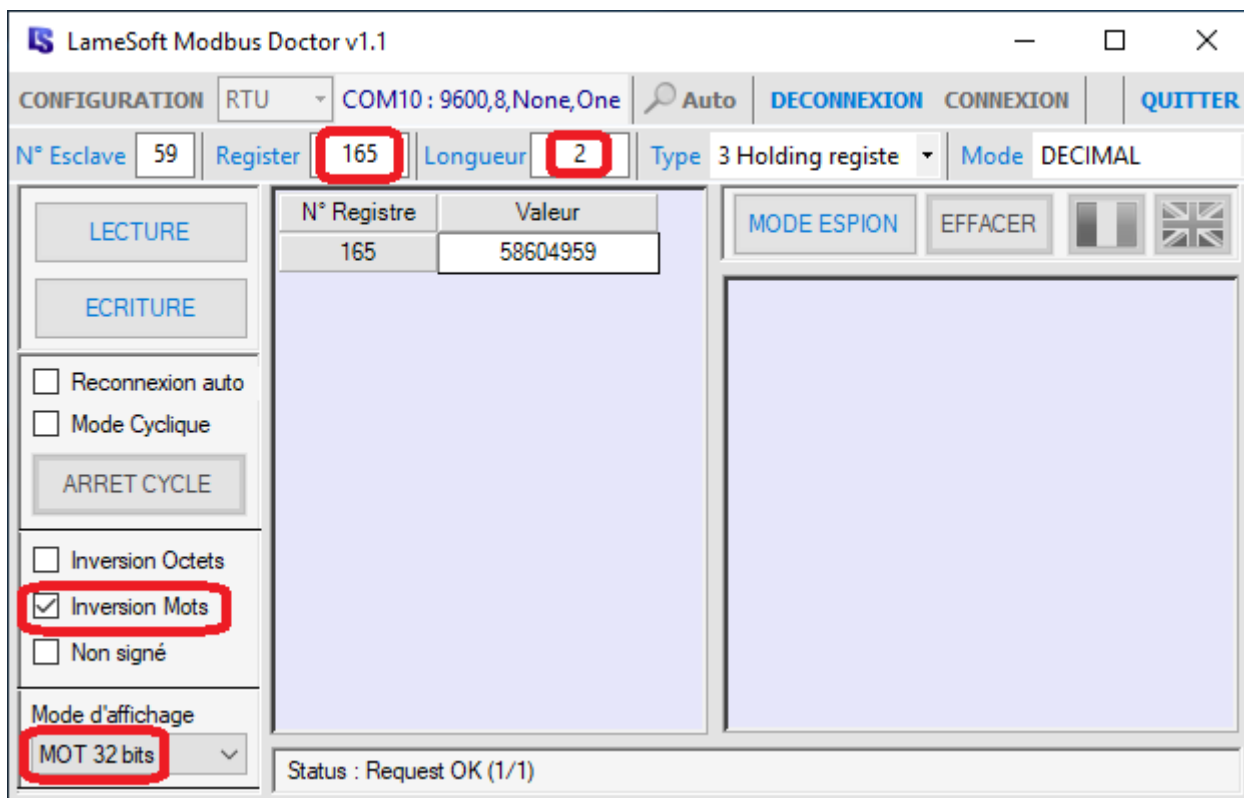 LameSoft Modbus Doctor v1.1
CONFIGURATION RTU COM10 : 9600,8,None,One Auto DECONNEXION CONNEXION QUITTER
N° Esclave 59 Register 165 Longueur 2 Type 3 Holding registe Mode DECIMAL
LECTURE
ECRITURE
N° Registre Valeur
165 58604959
MODE ESPION EFFACER
Reconnexion auto
Mode Cyclique
ARRET CYCLE
Inversion Octets
Inversion Mots
Non signé
Mode d'affichage
MOT 32 bits
Status : Request OK (1/1)